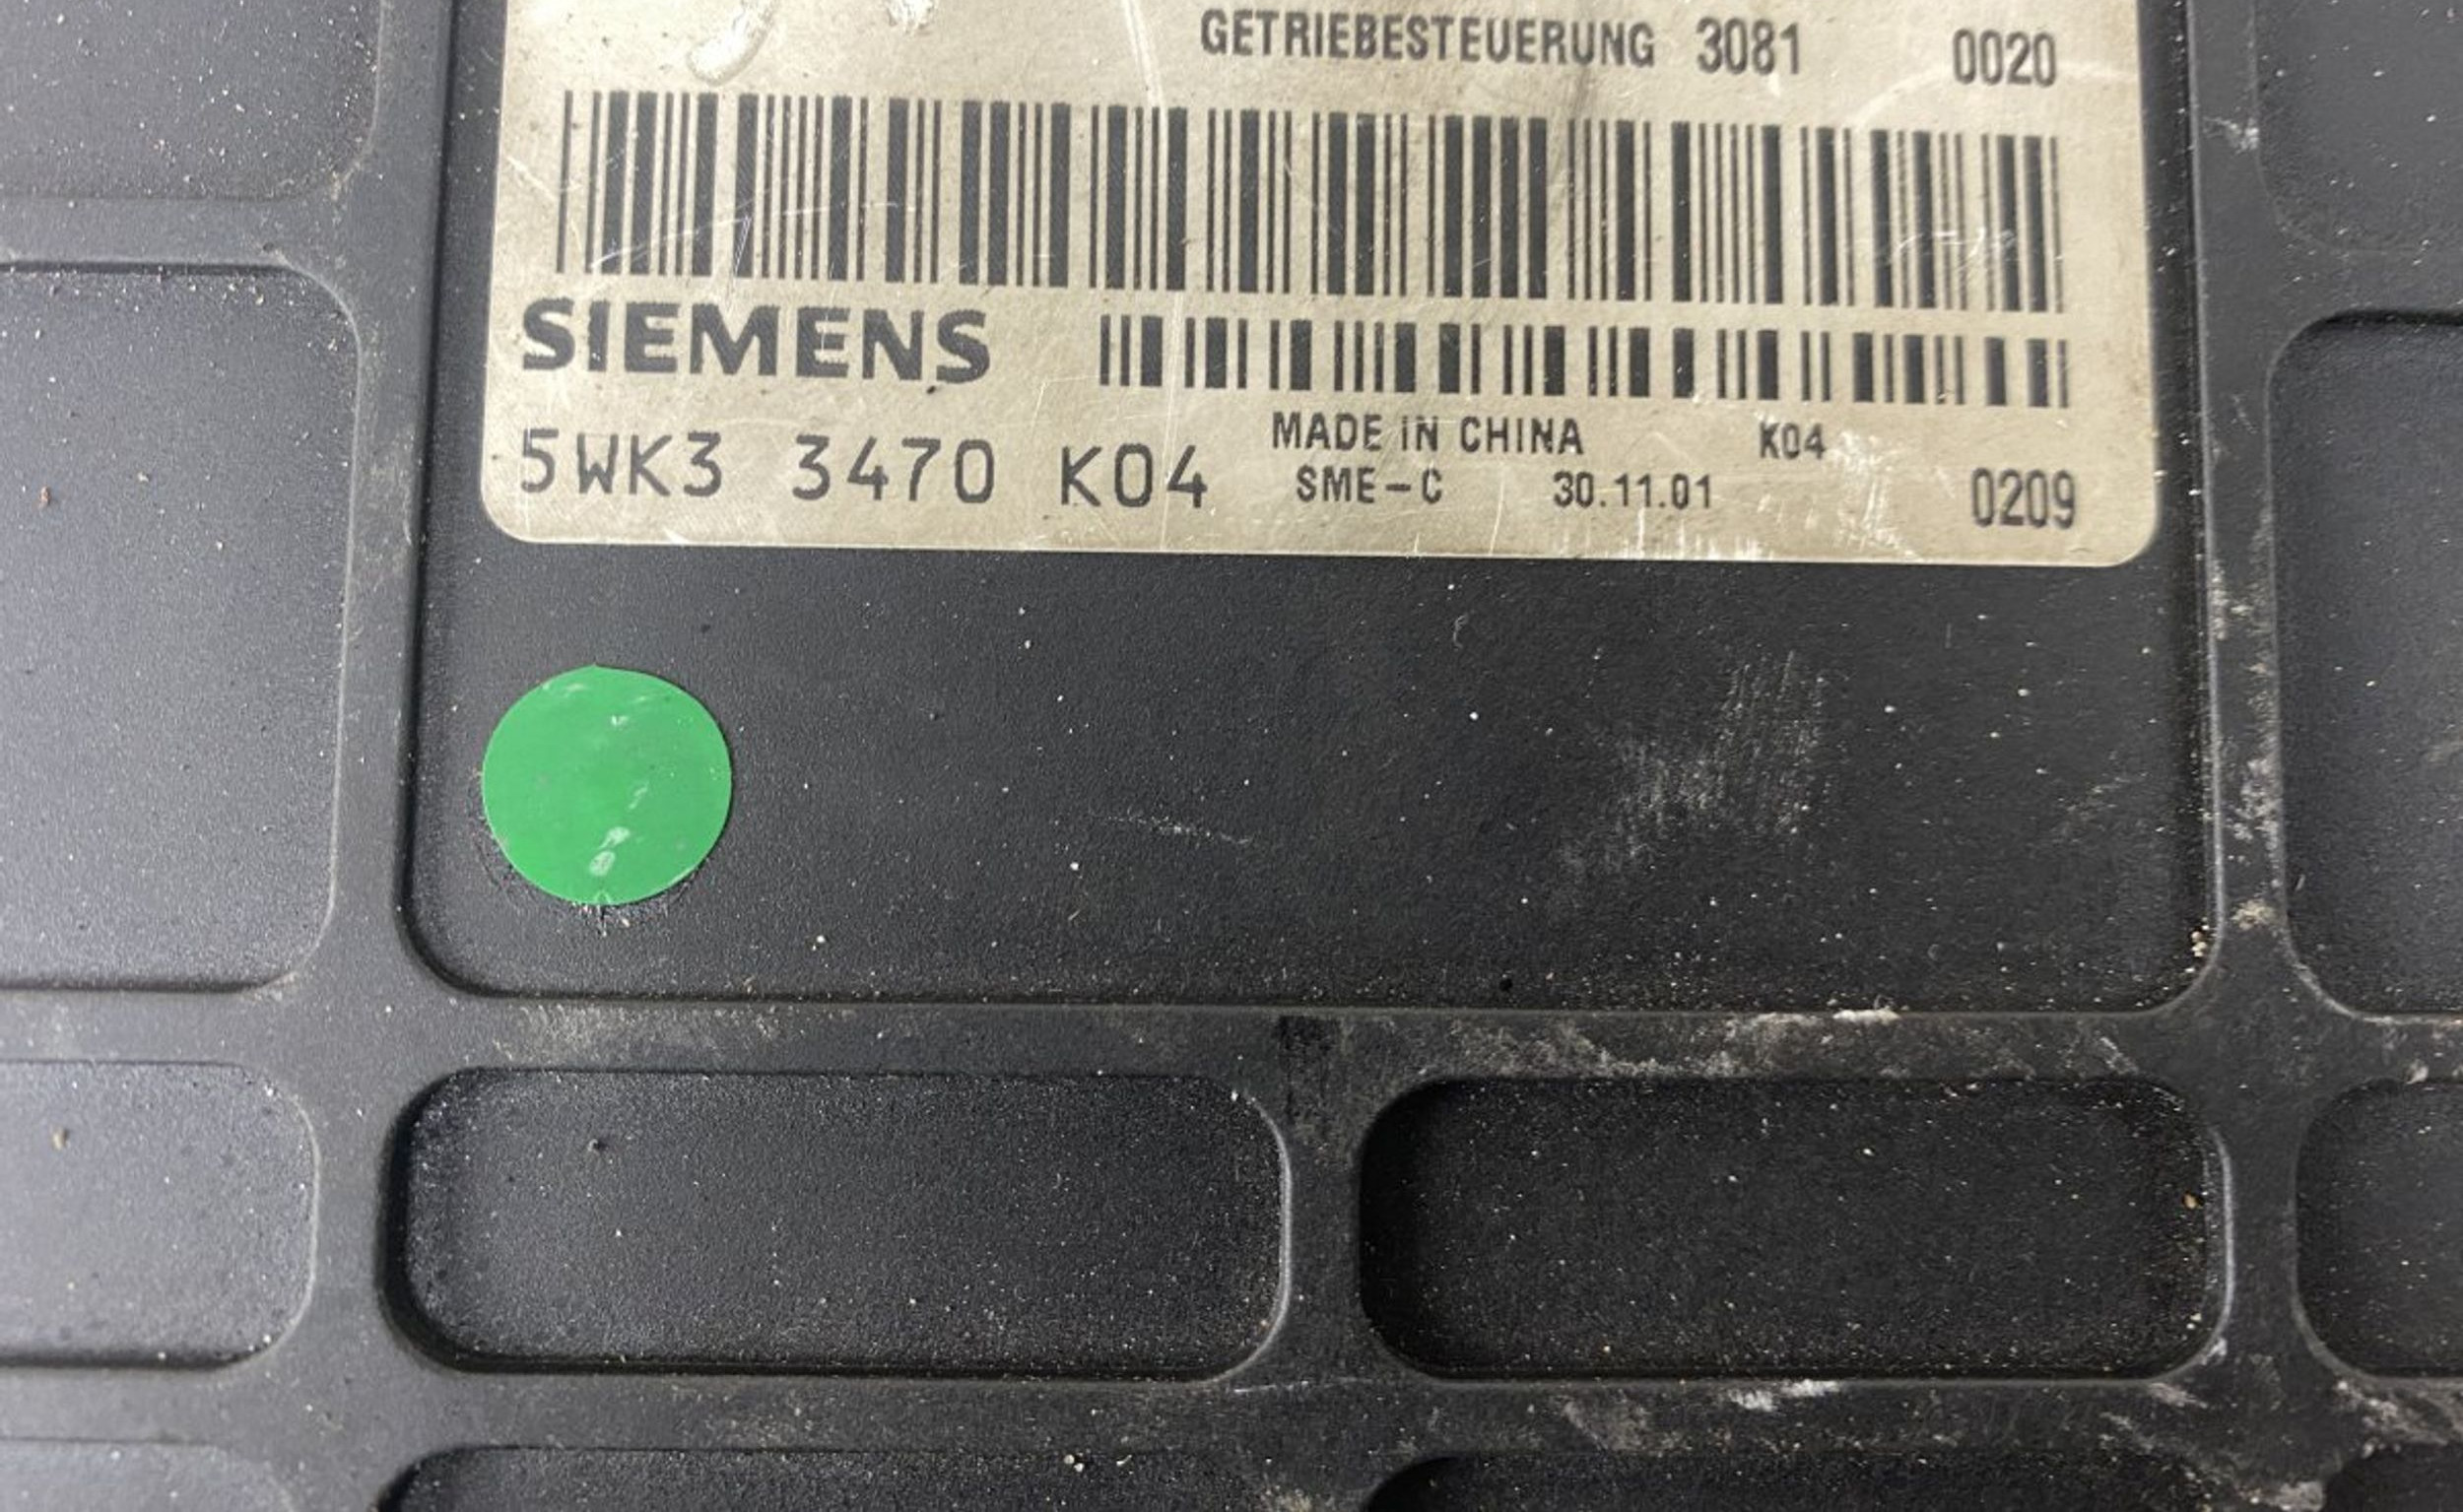 GETRIEBESTEUERUNG 3081 0020
SIEMENS
MADE IN CHINA K04
5WK3 3470 K04 SME-C 30.11.01 0209